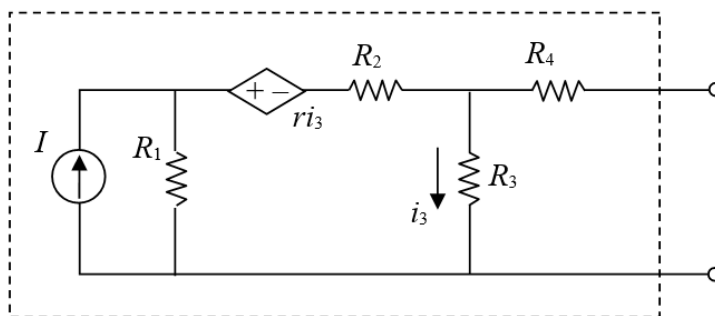 R₂
R₄
+ −
ri₃
I
R₁
R₃
i₃